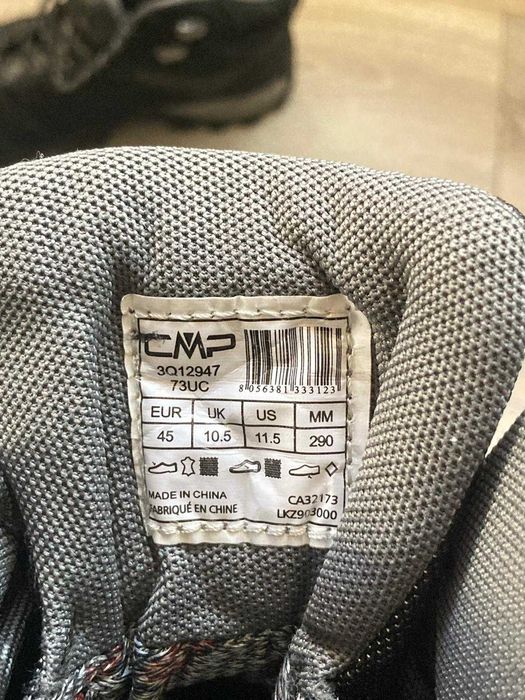 CMP
3Q12947
73UC
8 056381 333123
EUR UK US MM
45 10.5 11.5 290
MADE IN CHINA
FABRIQUÉ EN CHINE
CA32173
LKZ903000